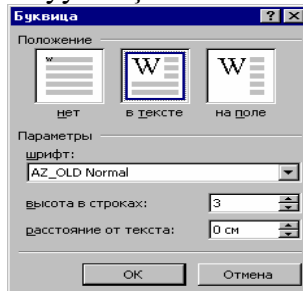 Буквица
Положение
W W W
нет в тексте на поле
Параметры
шрифт:
AZ_OLD Normal
высота в строках: 3
расстояние от текста: 0 см
ОК Отмена